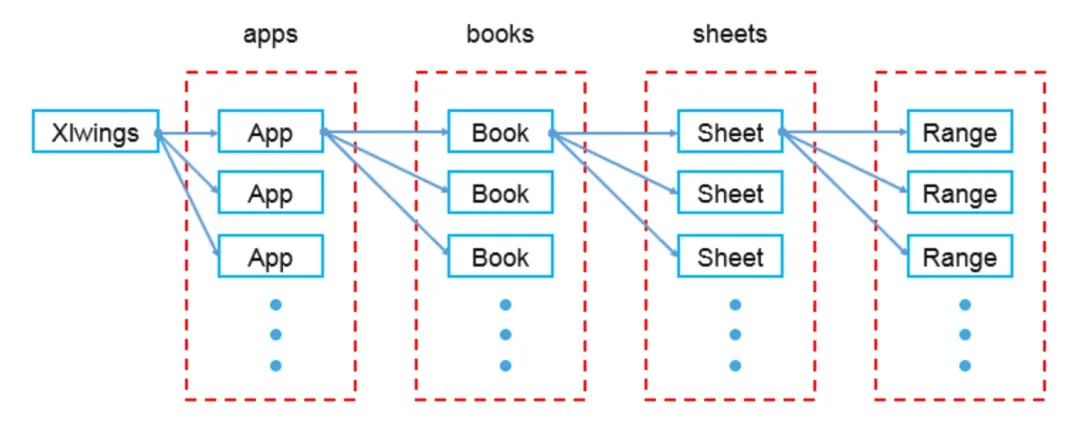 apps books sheets
Xlwings App Book Sheet Range
App Book Sheet Range
App Book Sheet Range